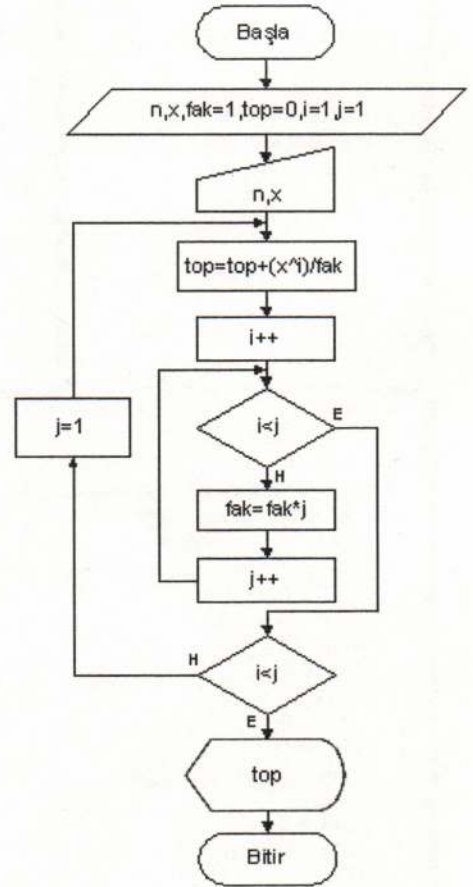 Başla
n,x,fak=1,top=0,i=1,j=1
n,x
top=top+(x^i)/fak
i++
i<j
E
H
j=1
fak=fak*j
j++
H
i<j
E
top
Bitir